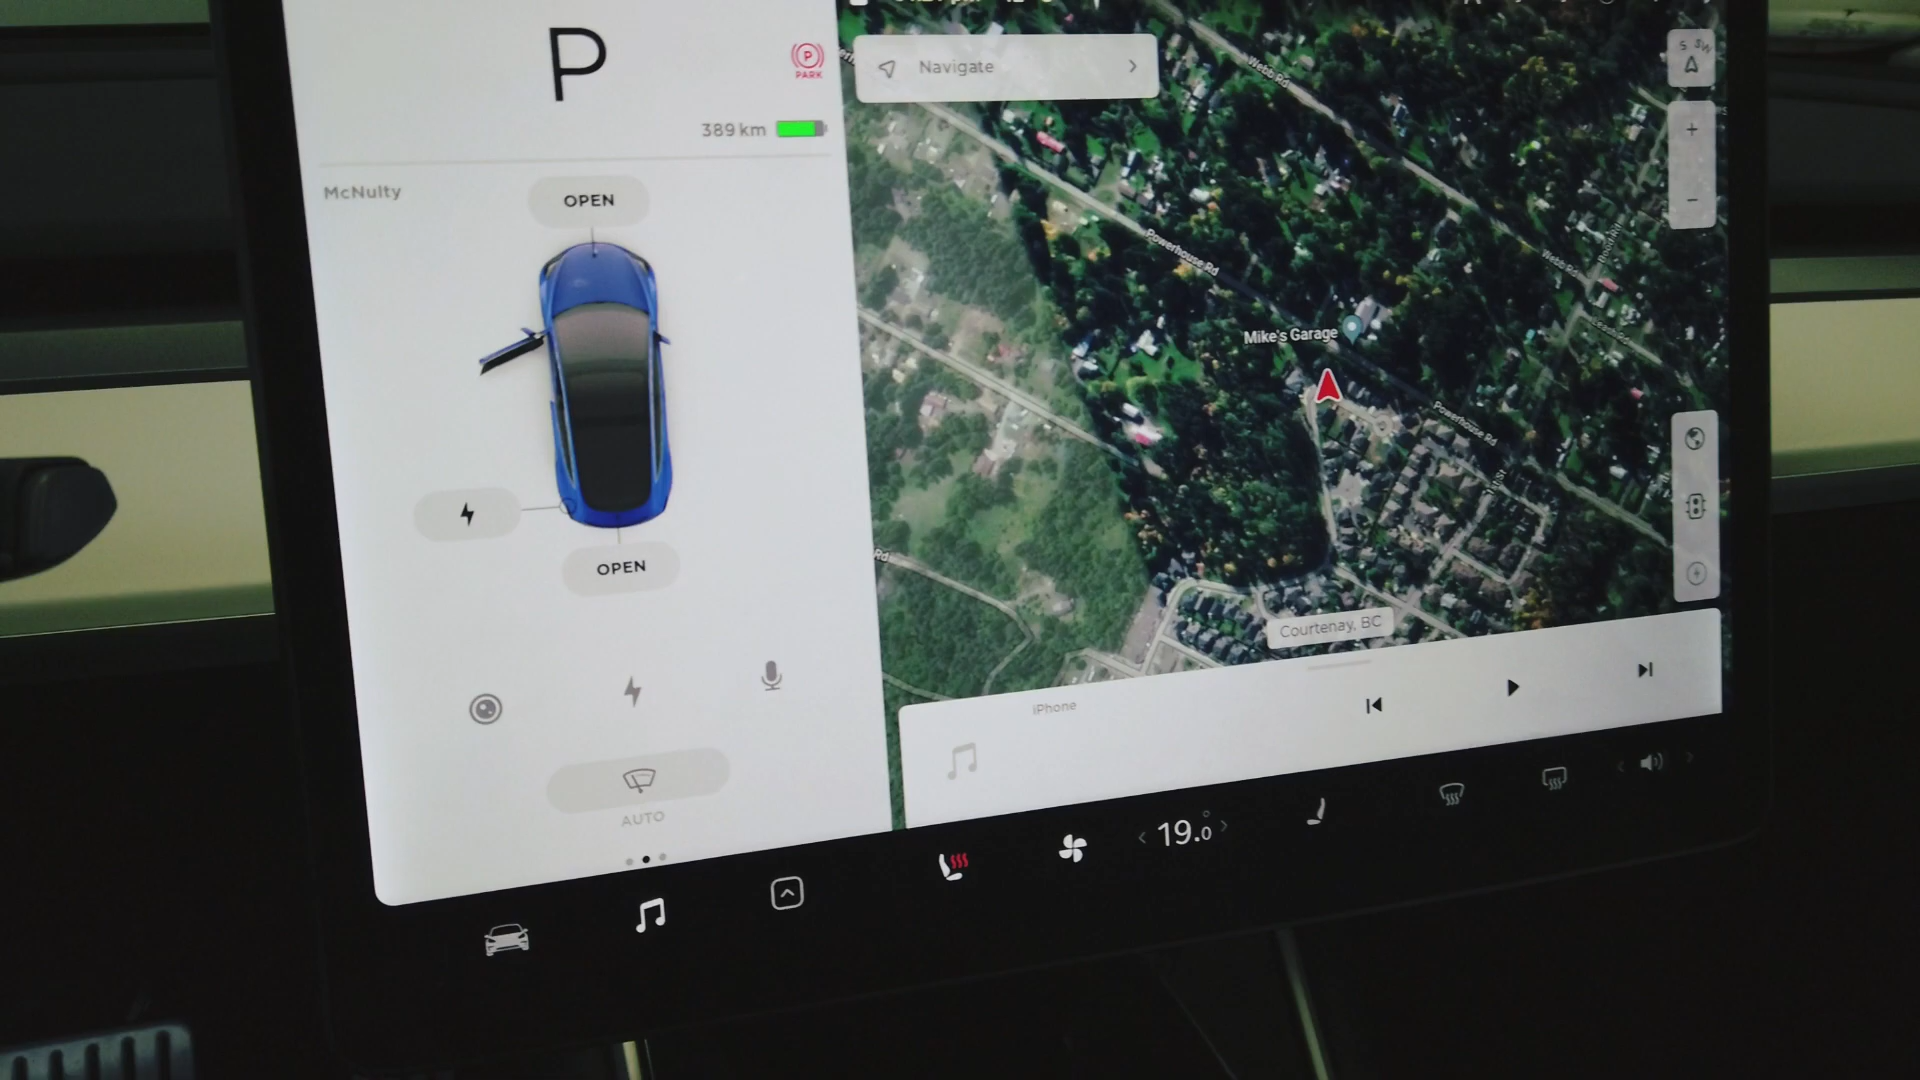 P
PARK
389 km
McNulty
OPEN
OPEN
AUTO
Navigate
S SW
Webb Rd
Powerhouse Rd
Webb Rd
Mike's Garage
Powerhouse Rd
Rd
Courtenay, BC
iPhone
19.0°